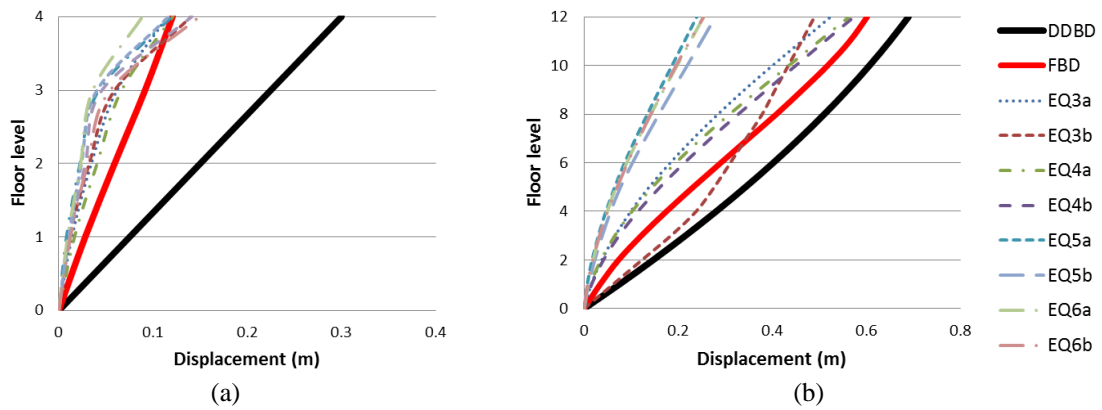 4
3
2
1
0
Floor level
0
0.1
0.2
0.3
0.4
Displacement (m)
(a)
12
10
8
6
4
2
0
Floor level
0
0.2
0.4
0.6
0.8
Displacement (m)
(b)
DDBD
FBD
EQ3a
EQ3b
EQ4a
EQ4b
EQ5a
EQ5b
EQ6a
EQ6b